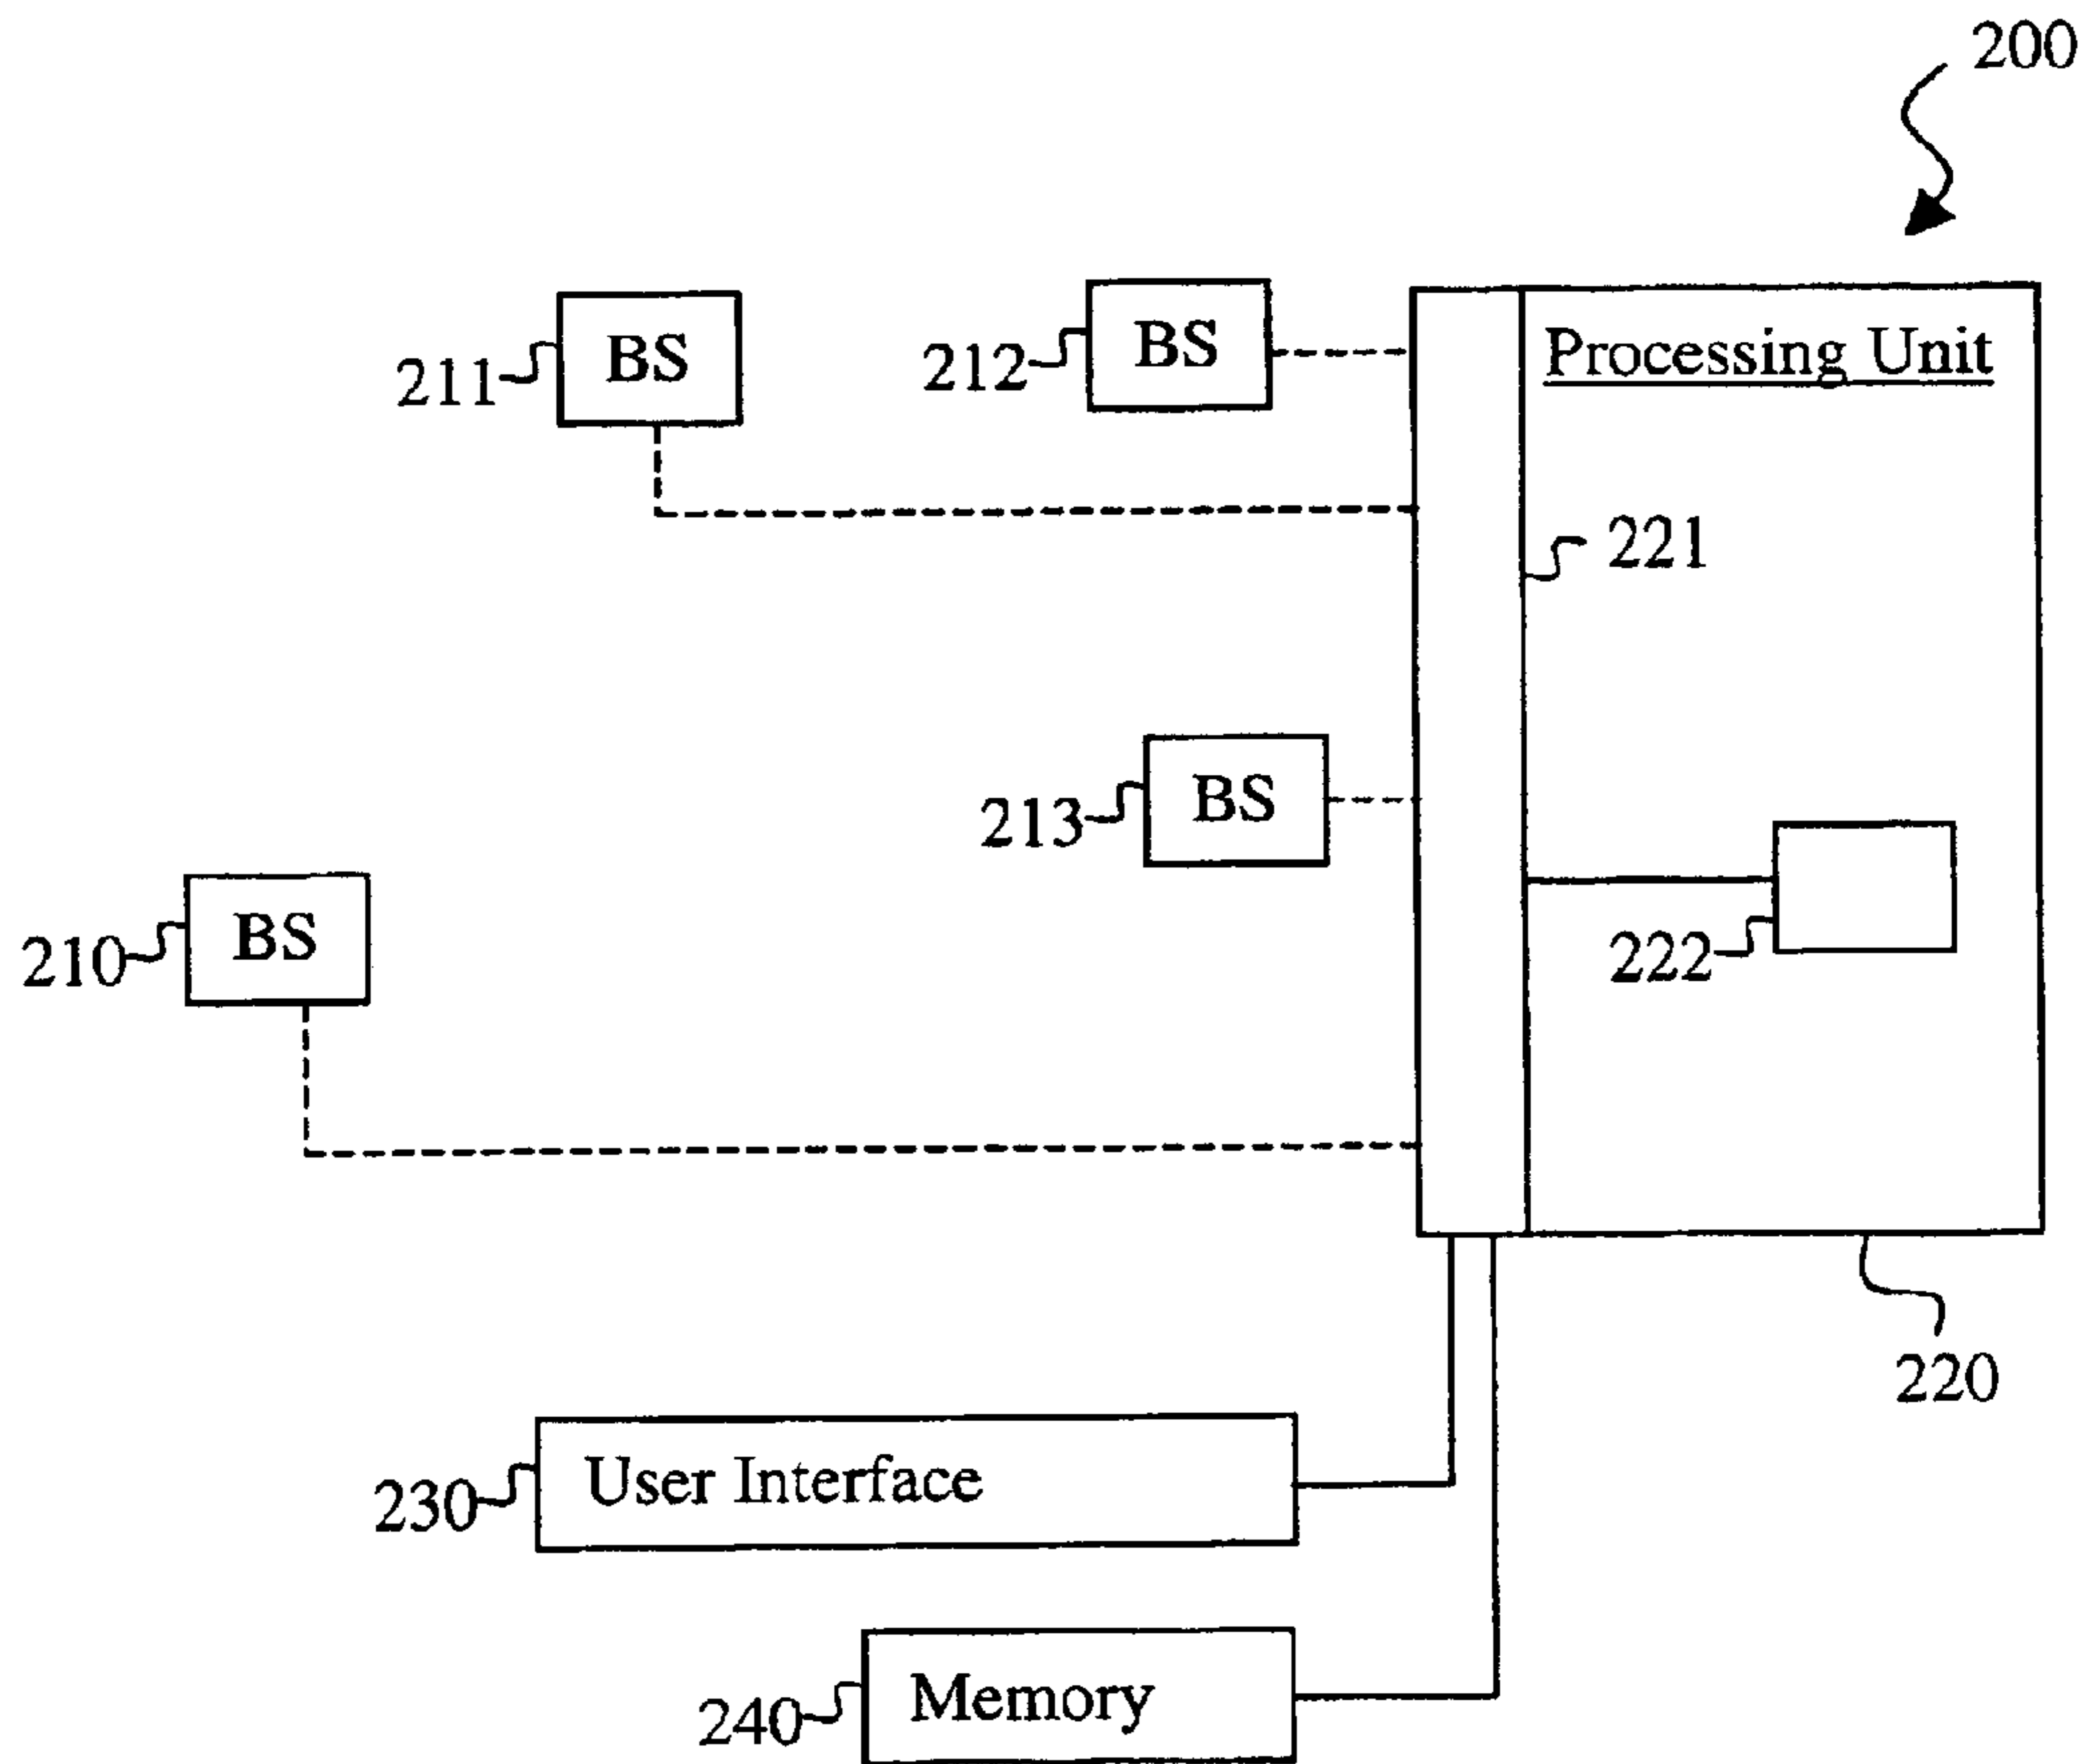 200
BS
211
BS
212
Processing Unit
221
BS
213
BS
210
222
220
User Interface
230
Memory
240